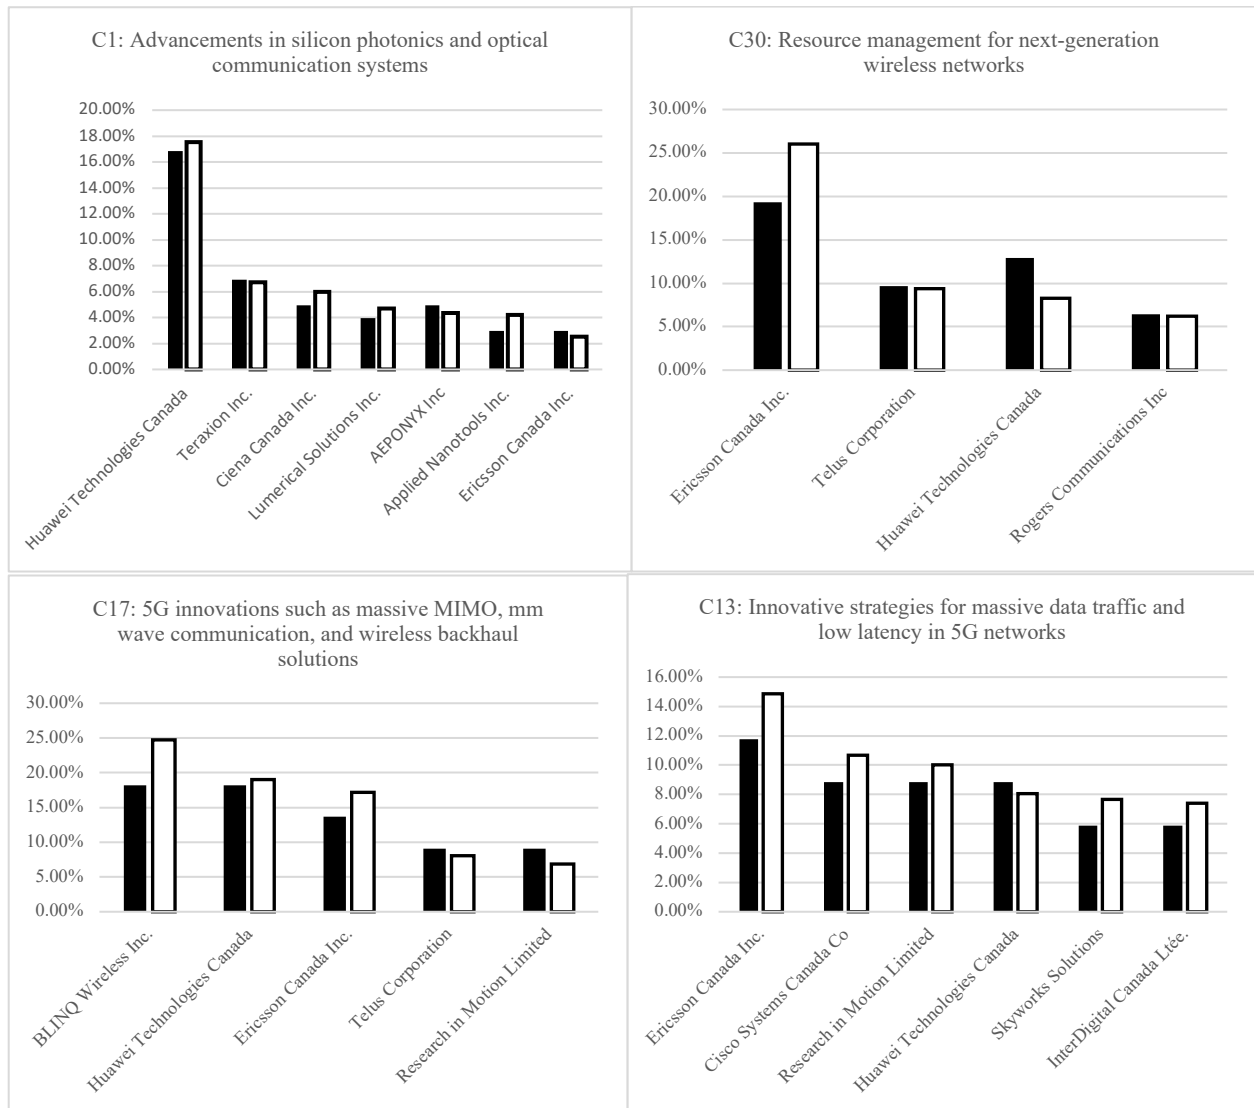 C1: Advancements in silicon photonics and optical
communication systems
20.00%
18.00%
16.00%
14.00%
12.00%
10.00%
8.00%
6.00%
4.00%
2.00%
0.00%
Huawei Technologies Canada
Teraxion Inc.
Ciena Canada Inc.
Lumerical Solutions Inc.
AEPONYX Inc
Applied Nanotools Inc.
Ericsson Canada Inc.
C30: Resource management for next-generation
wireless networks
30.00%
25.00%
20.00%
15.00%
10.00%
5.00%
0.00%
Ericsson Canada Inc.
Telus Corporation
Huawei Technologies Canada
Rogers Communications Inc
C17: 5G innovations such as massive MIMO, mm
wave communication, and wireless backhaul
solutions
30.00%
25.00%
20.00%
15.00%
10.00%
5.00%
0.00%
BLINQ Wireless Inc.
Huawei Technologies Canada
Ericsson Canada Inc.
Telus Corporation
Research in Motion Limited
C13: Innovative strategies for massive data traffic and
low latency in 5G networks
16.00%
14.00%
12.00%
10.00%
8.00%
6.00%
4.00%
2.00%
0.00%
Ericsson Canada Inc.
Cisco Systems Canada Co
Research in Motion Limited
Huawei Technologies Canada
Skyworks Solutions
InterDigital Canada Ltée.